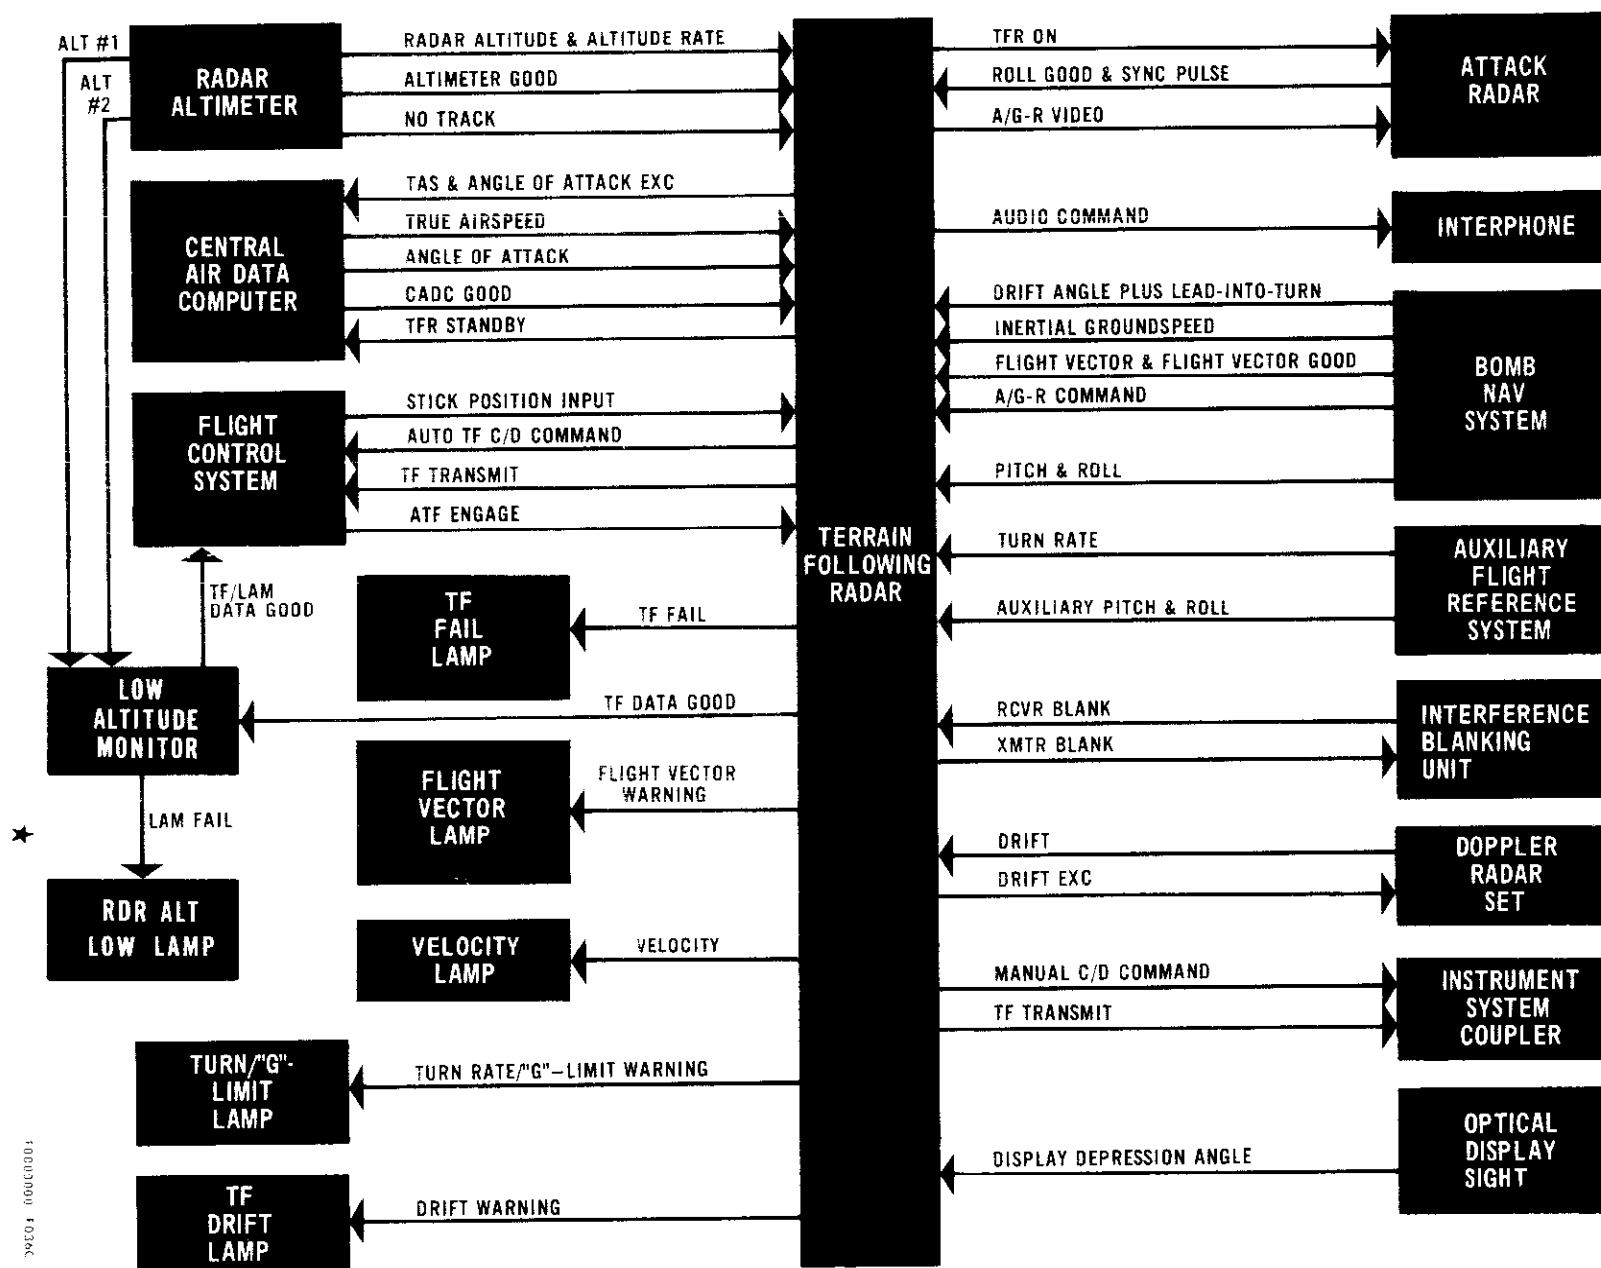 ALT #1
ALT
#2
RADAR
ALTIMETER
RADAR ALTITUDE & ALTITUDE RATE
ALTIMETER GOOD
NO TRACK
CENTRAL
AIR DATA
COMPUTER
TAS & ANGLE OF ATTACK EXC
TRUE AIRSPEED
ANGLE OF ATTACK
CADC GOOD
TFR STANDBY
FLIGHT
CONTROL
SYSTEM
STICK POSITION INPUT
AUTO TF C/D COMMAND
TF TRANSMIT
ATF ENGAGE
TF/LAM
DATA GOOD
TF
FAIL
LAMP
TF FAIL
LOW
ALTITUDE
MONITOR
TF DATA GOOD
FLIGHT
VECTOR
LAMP
FLIGHT VECTOR
WARNING
LAM FAIL
RDR ALT
LOW LAMP
VELOCITY
LAMP
VELOCITY
TURN/"G"-
LIMIT
LAMP
TURN RATE/"G"–LIMIT WARNING
TF
DRIFT
LAMP
DRIFT WARNING
TERRAIN
FOLLOWING
RADAR
TFR ON
ROLL GOOD & SYNC PULSE
A/G-R VIDEO
ATTACK
RADAR
AUDIO COMMAND
INTERPHONE
DRIFT ANGLE PLUS LEAD-INTO-TURN
INERTIAL GROUNDSPEED
FLIGHT VECTOR & FLIGHT VECTOR GOOD
A/G-R COMMAND
PITCH & ROLL
BOMB
NAV
SYSTEM
TURN RATE
AUXILIARY PITCH & ROLL
AUXILIARY
FLIGHT
REFERENCE
SYSTEM
RCVR BLANK
XMTR BLANK
INTERFERENCE
BLANKING
UNIT
DRIFT
DRIFT EXC
DOPPLER
RADAR
SET
MANUAL C/D COMMAND
TF TRANSMIT
INSTRUMENT
SYSTEM
COUPLER
DISPLAY DEPRESSION ANGLE
OPTICAL
DISPLAY
SIGHT